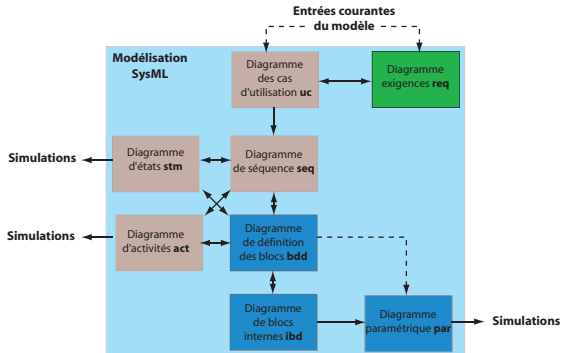 Entrées courantes
du modèle
Modélisation
SysML
Diagramme
des cas
d'utilisation uc
Diagramme
exigences req
Simulations
Diagramme
d'états stm
Diagramme
de séquence seq
Simulations
Diagramme
d'activités act
Diagramme
de définition
des blocs bdd
Diagramme
de blocs
internes ibd
Diagramme
paramétrique par
Simulations